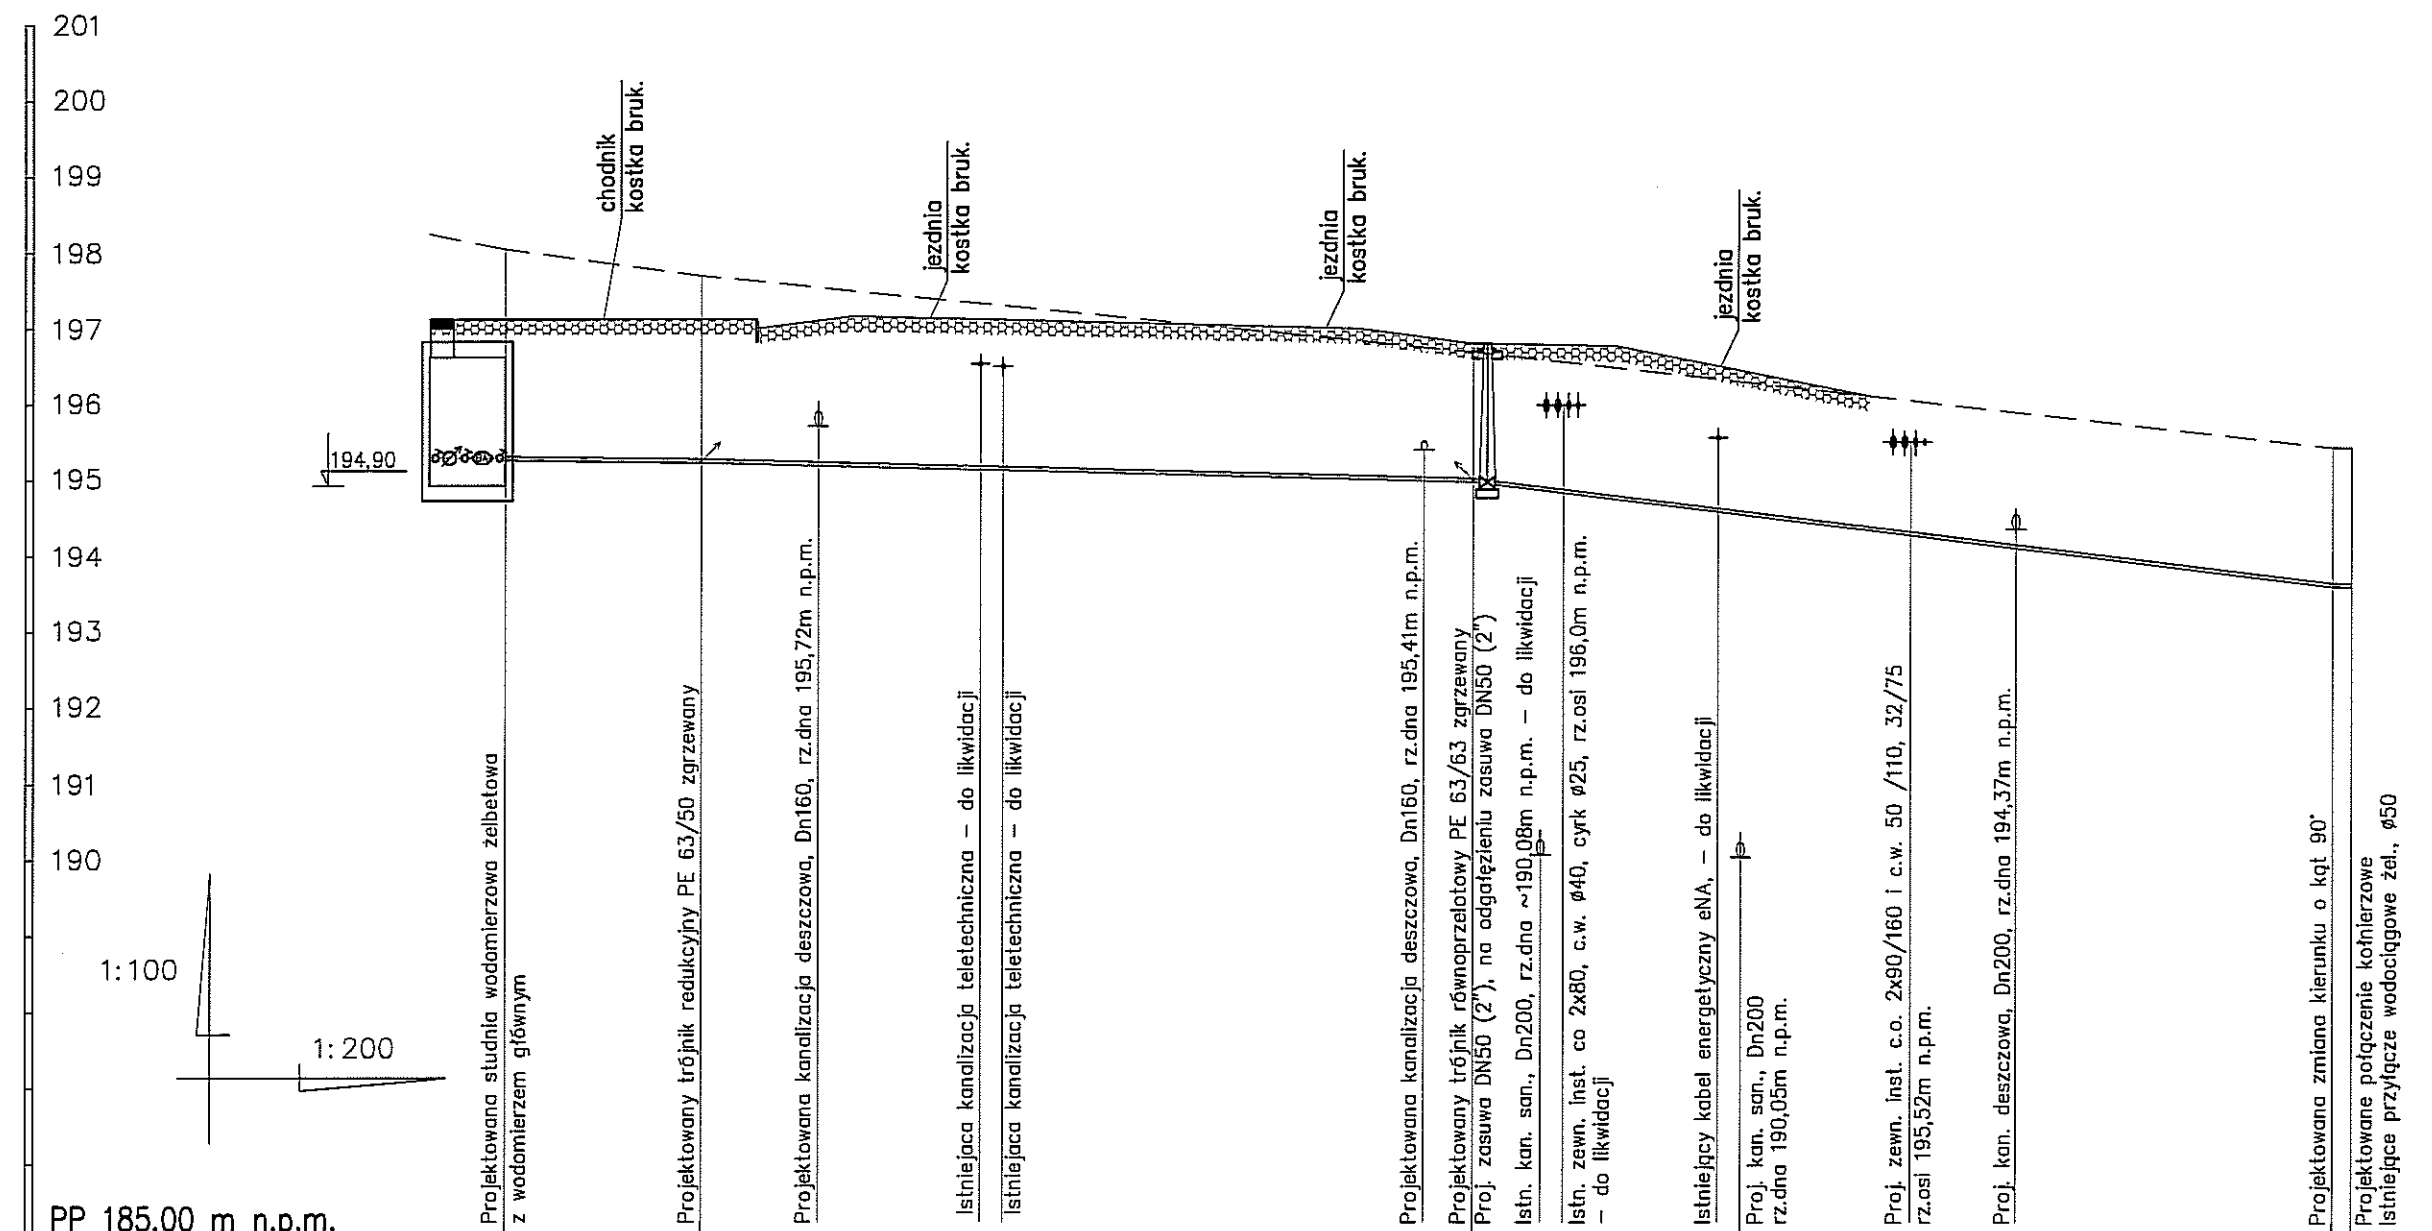 201
200
199
198
197
196
195
194
193
192
191
190
chodnik
kostka bruk.
jezdnia
kostka bruk.
jezdnia
kostka bruk.
jezdnia
kostka bruk.
194,90
1:100
1:200
PP 185.00 m n.p.m.
Projektowana studnia wodomierzowa żelbetowa
z wodomierzem głównym
Projektowany trójnik redukcyjny PE 63/50 zgrzewany
Projektowana kanalizacja deszczowa, Dn160, rz.dna 195,72m n.p.m.
Istniejaca kanalizacja teletechniczna – do likwidacji
Istniejaca kanalizacja teletechniczna – do likwidacji
Projektowana kanalizacja deszczowa, Dn160, rz.dna 195,41m n.p.m.
Projektowany trójnik równoprzelotowy PE 63/63 zgrzewany
Proj. zasuwa DN50 (2"), na odgałęzieniu zasuwa DN50 (2")
Istn. kan. san., Dn200, rz.dna ~190,08m n.p.m. – do likwidacji
Istn. zewn. inst. co 2x80, c.w. ø40, cyrk ø25, rz.osi 196,0m n.p.m.
– do likwidacji
Istniejący kabel energetyczny eNA, – do likwidacji
Proj. kan. san., Dn200
rz.dna 190,05m n.p.m.
Proj. zewn. inst. c.o. 2x90/160 i c.w. 50 /110, 32/75
rz.osi 195,52m n.p.m.
Proj. kan. deszczowa, Dn200, rz.dna 194,37m n.p.m.
Projektowana zmiana kierunku o kąt 90°
Projektowane połączenie kołnierzowe
istniejące przyłącze wodociągowe żel., ø50